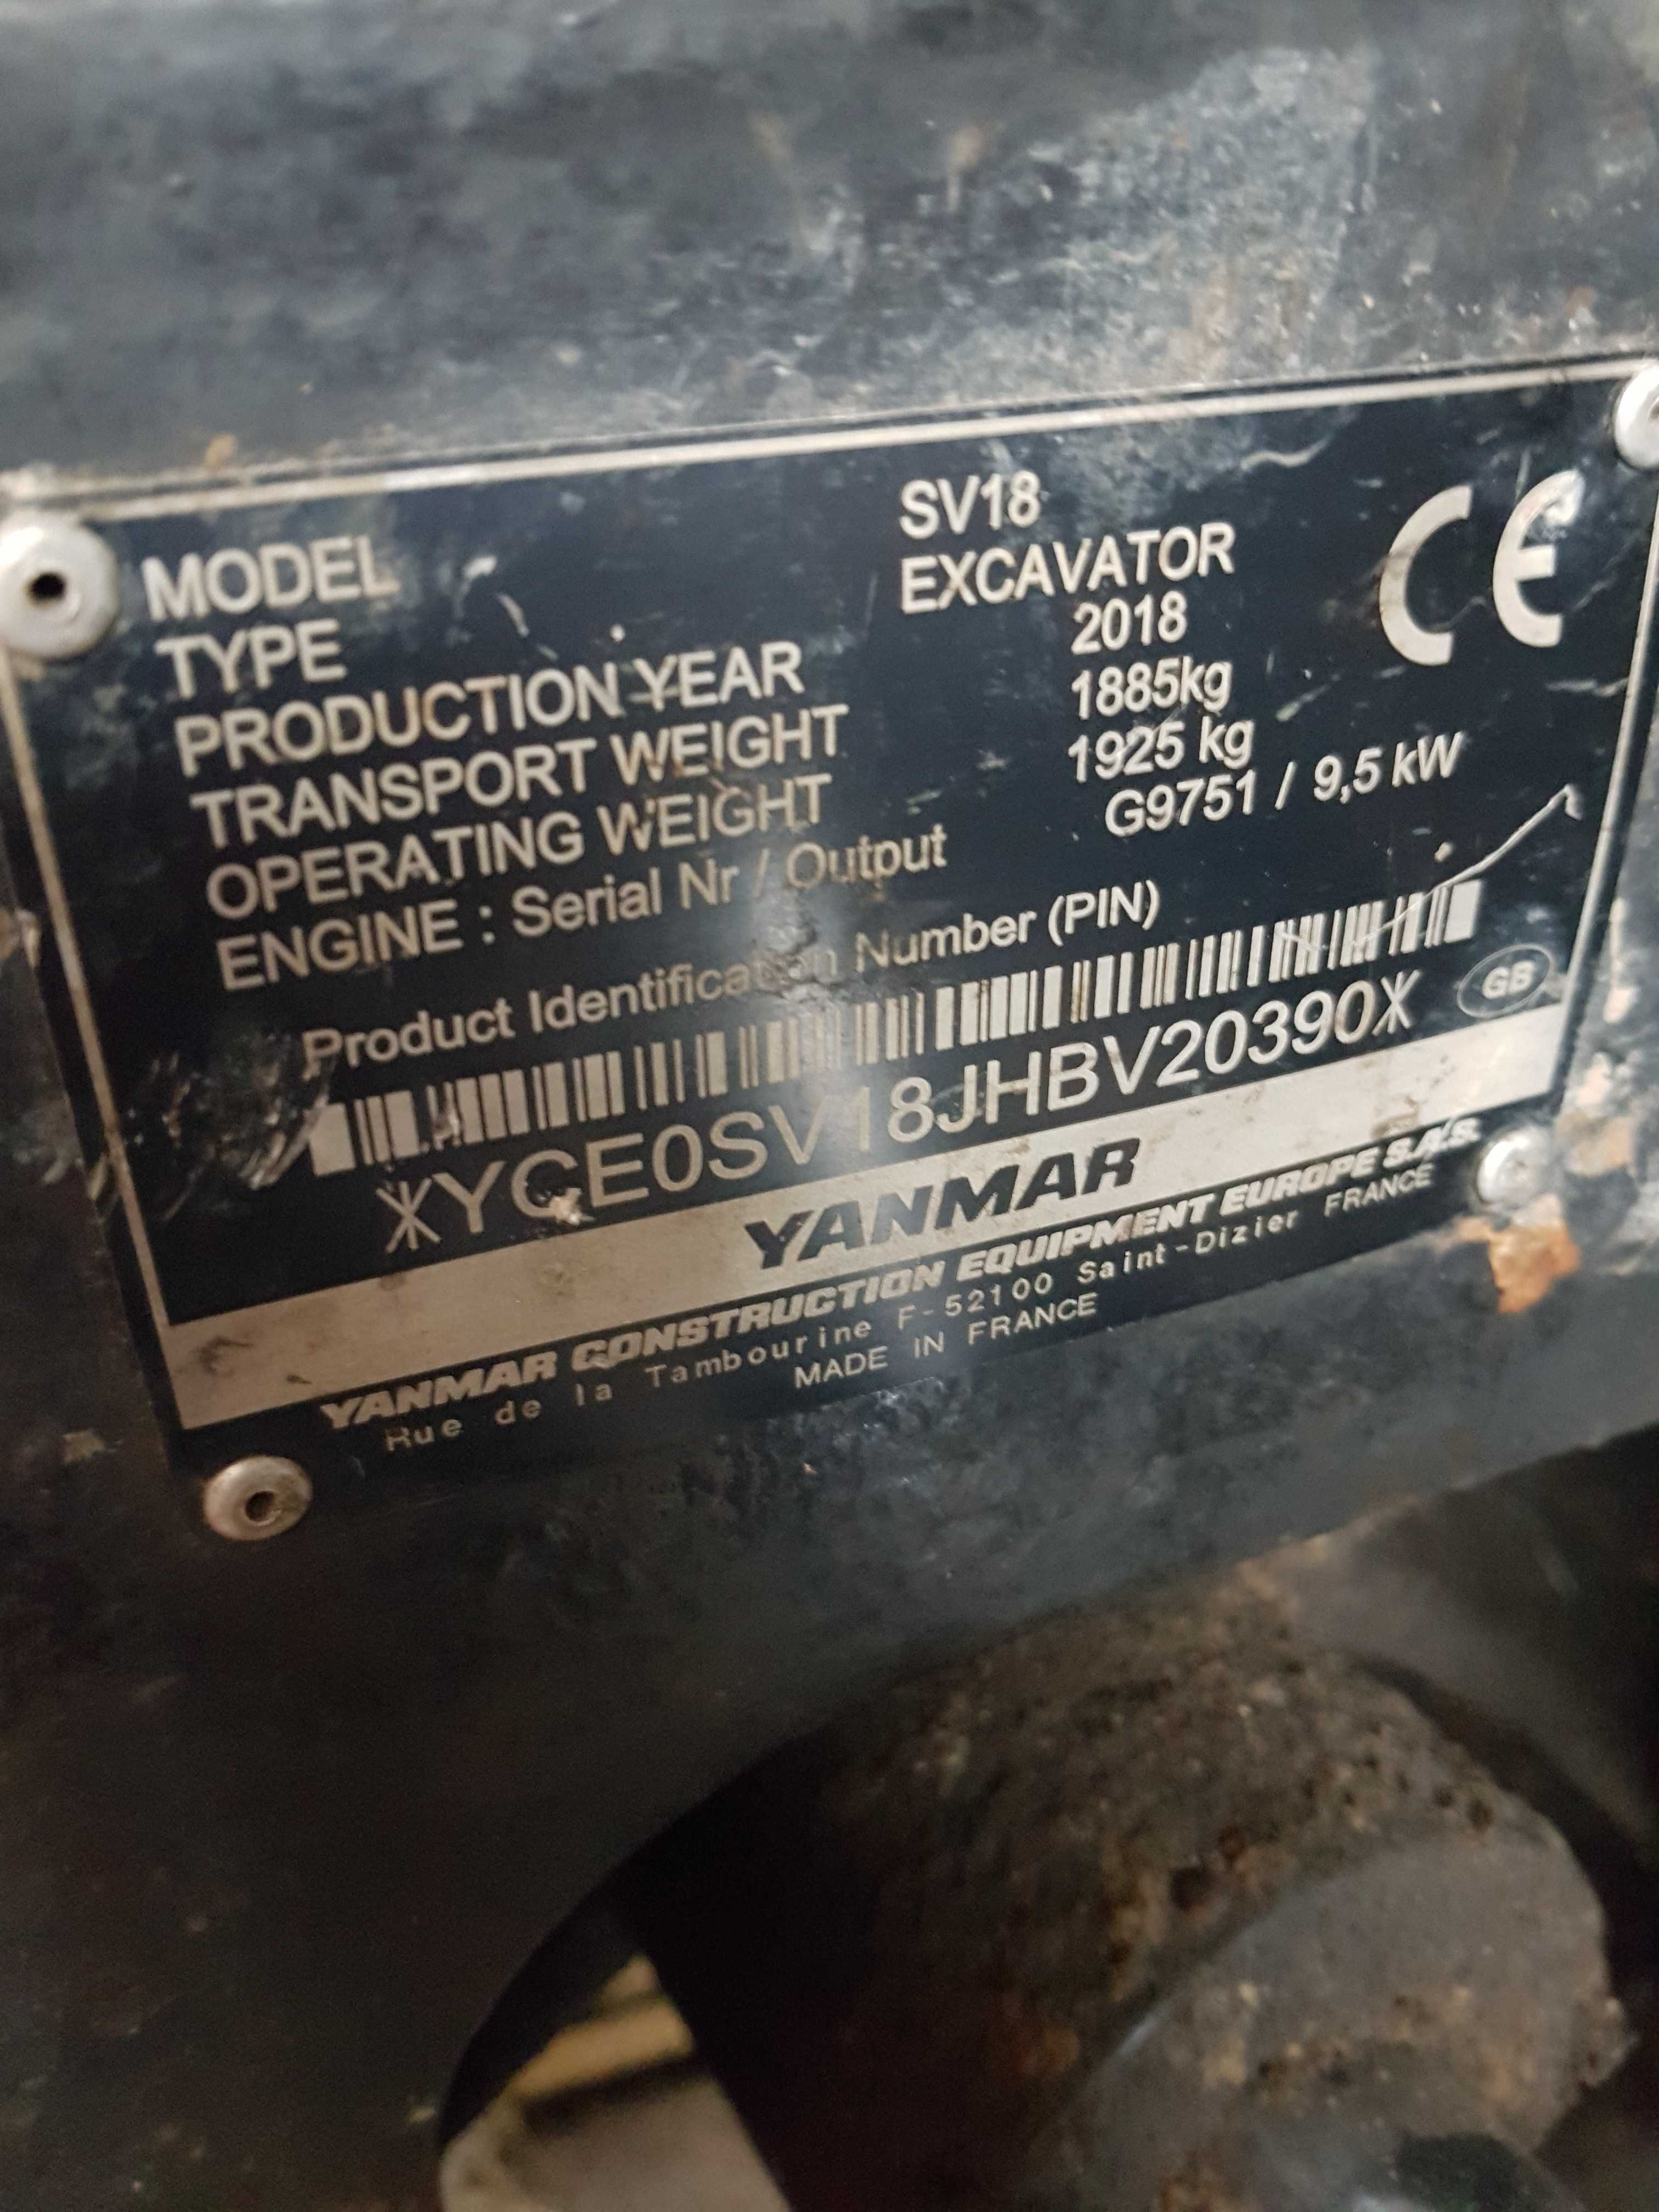 MODEL SV18
TYPE EXCAVATOR
PRODUCTION YEAR 2018
TRANSPORT WEIGHT 1885kg
OPERATING WEIGHT 1925 kg
ENGINE : Serial Nr / Output G9751 / 9,5 kW
CE
Product Identification Number (PIN)
*YCE0SV18JHBV20390*
GB
YANMAR
YANMAR CONSTRUCTION EQUIPMENT EUROPE S.A.S.
Rue de la Tambourine F-52100 Saint-Dizier FRANCE
MADE IN FRANCE